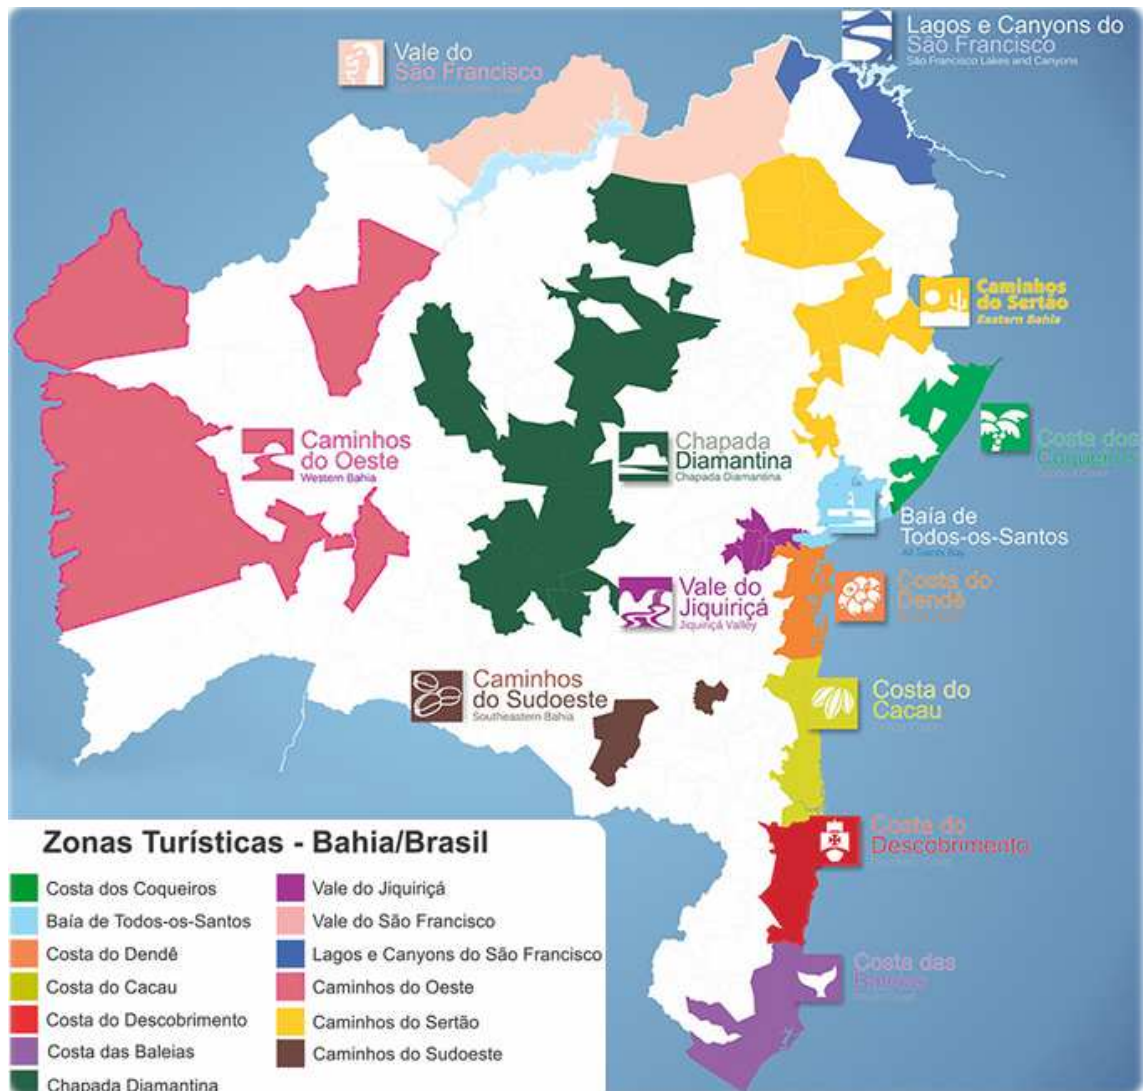 Vale do
São Francisco
Lagos e Canyons do
São Francisco
São Francisco Lakes and Canyons
Caminhos
do Sertão
Eastern Bahia
Costa dos
Coqueiros
Caminhos
do Oeste
Western Bahia
Chapada
Diamantina
Chapada Diamantina
Baía de
Todos-os-Santos
All Saints Bay
Costa do
Dendê
Vale do
Jiquiriçá
Jiquiriçá Valley
Caminhos
do Sudoeste
Southeastern Bahia
Costa do
Cacau
Costa do
Descobrimento
Costa das
Baleias
Zonas Turísticas - Bahia/Brasil
Costa dos Coqueiros
Baía de Todos-os-Santos
Costa do Dendê
Costa do Cacau
Costa do Descobrimento
Costa das Baleias
Chapada Diamantina
Vale do Jiquiriçá
Vale do São Francisco
Lagos e Canyons do São Francisco
Caminhos do Oeste
Caminhos do Sertão
Caminhos do Sudoeste